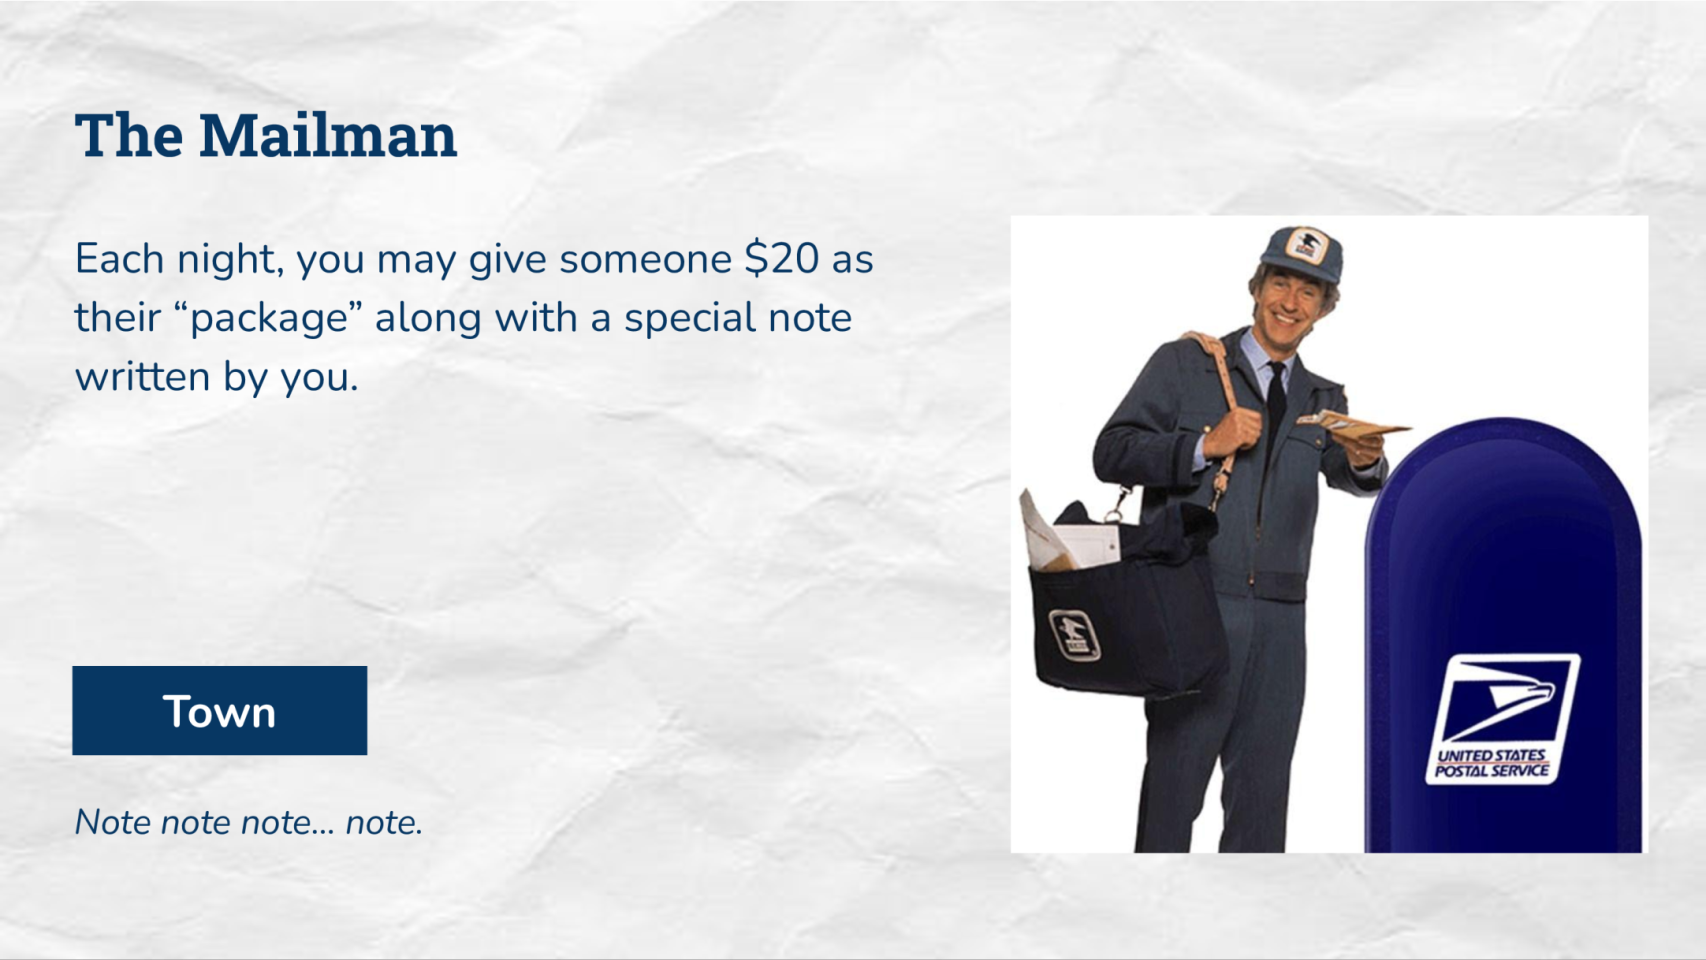 The Mailman
Each night, you may give someone $20 as
their “package” along with a special note
written by you.
Town
Note note note... note.
UNITED STATES
POSTAL SERVICE